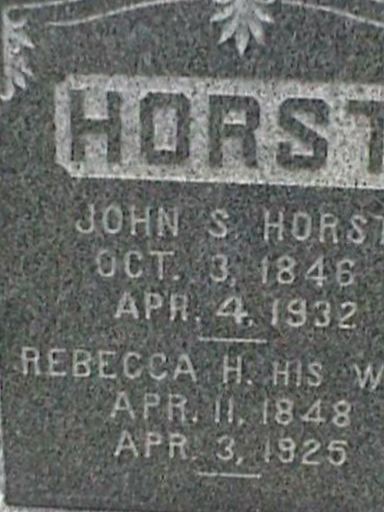 HORST
JOHN S. HORST
OCT. 3, 1846
APR. 4, 1932
REBECCA H. HIS W
APR. 11, 1848
APR. 3, 1925